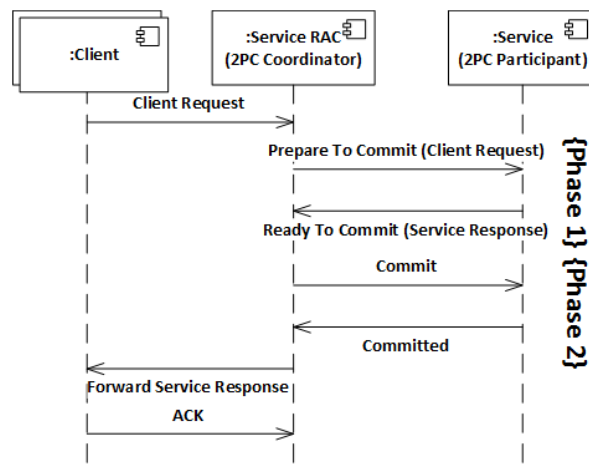 :Client
:Service RAC
(2PC Coordinator)
:Service
(2PC Participant)
Client Request
Prepare To Commit (Client Request)
Ready To Commit (Service Response)
Commit
Committed
Forward Service Response
ACK
{Phase 1} {Phase 2}